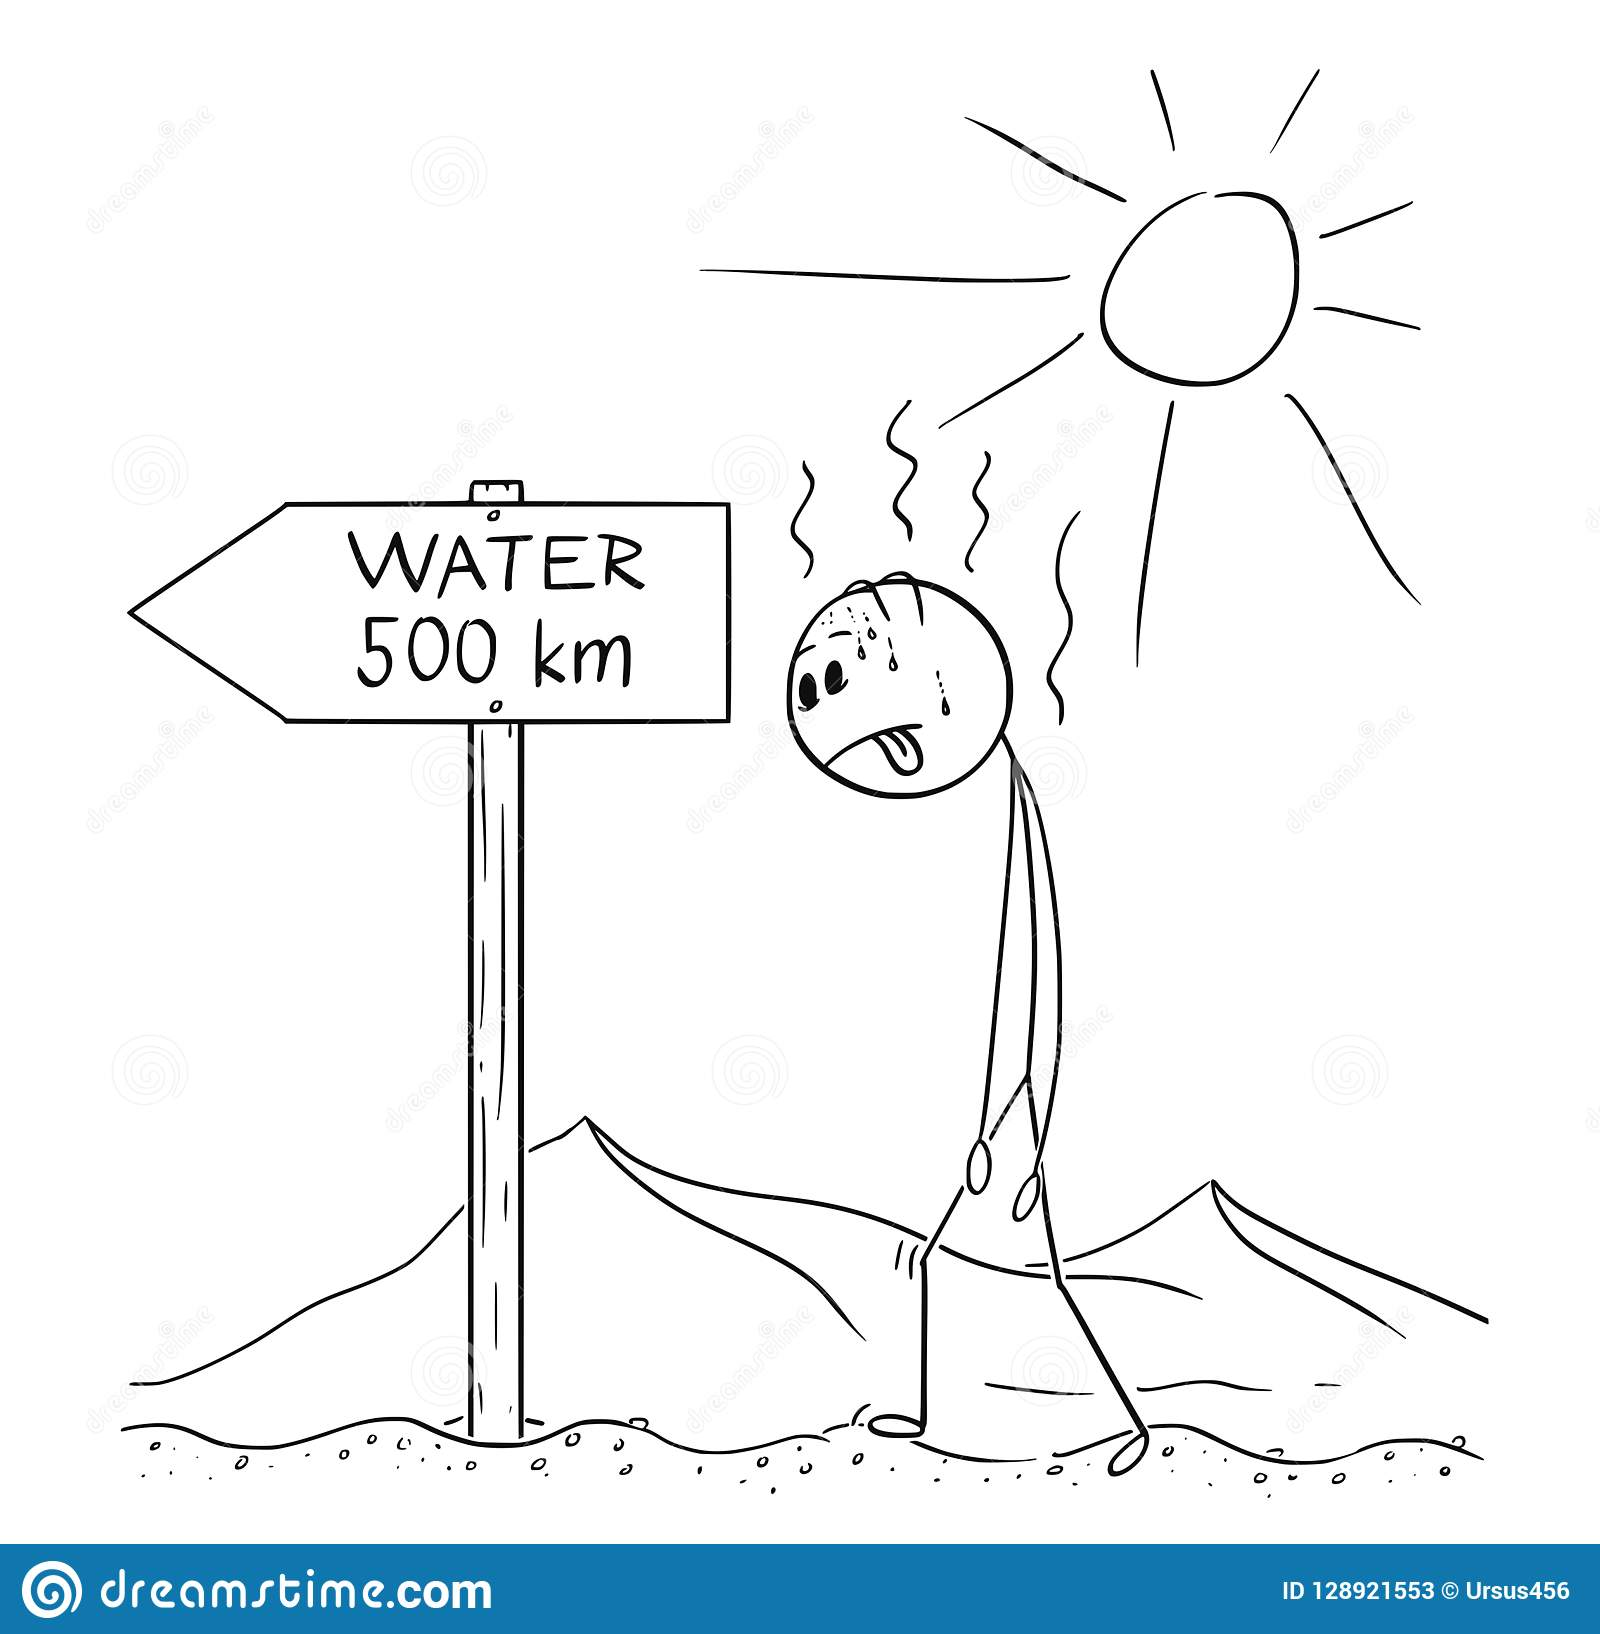 WATER
500 km
dreamstime.com
ID 128921553 © Ursus456